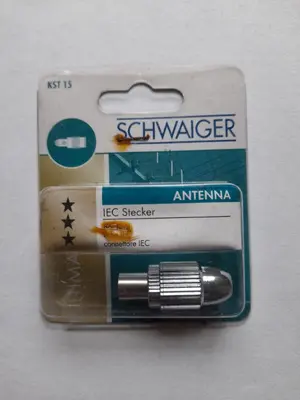 KST 15
SCHWAIGER
ANTENNA
IEC Stecker
connettore IEC